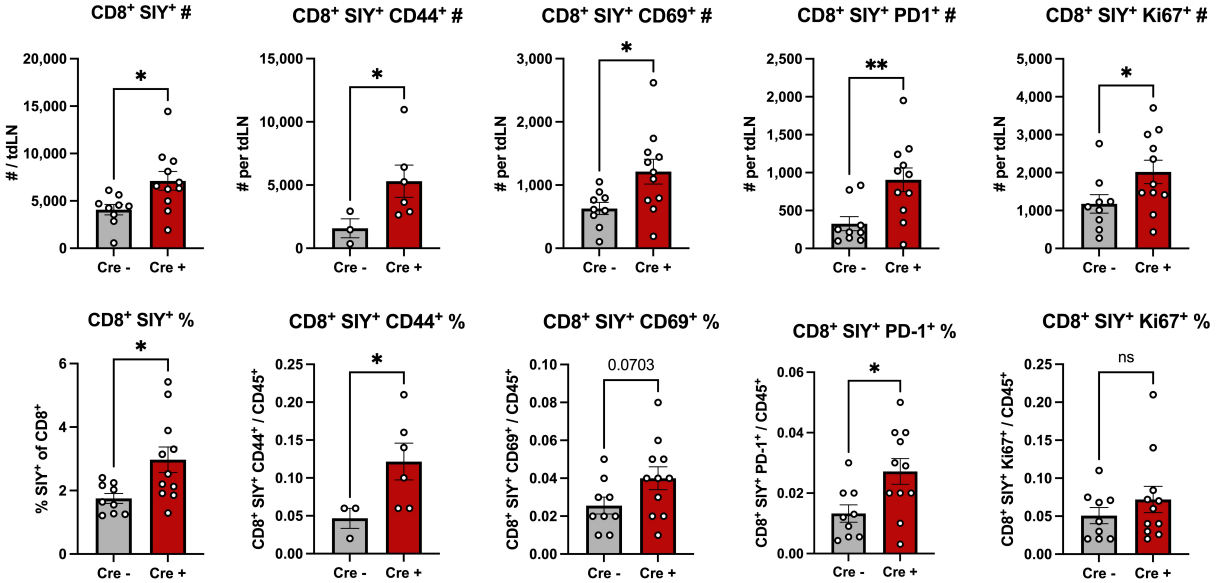 CD8⁺ SIY⁺ #
# / tdLN
20,000
15,000
10,000
5,000
0
*
Cre -
Cre +
CD8⁺ SIY⁺ CD44⁺ #
# per tdLN
15,000
10,000
5,000
0
*
Cre -
Cre +
CD8⁺ SIY⁺ CD69⁺ #
# per tdLN
3,000
2,000
1,000
0
*
Cre -
Cre +
CD8⁺ SIY⁺ PD1⁺ #
# per tdLN
2,500
2,000
1,500
1,000
500
0
**
Cre -
Cre +
CD8⁺ SIY⁺ Ki67⁺ #
# per tdLN
5,000
4,000
3,000
2,000
1,000
0
*
Cre -
Cre +
CD8⁺ SIY⁺ %
% SIY⁺ of CD8⁺
6
4
2
0
*
Cre -
Cre +
CD8⁺ SIY⁺ CD44⁺ %
CD8⁺ SIY⁺ CD44⁺ / CD45⁺
0.25
0.20
0.15
0.10
0.05
0.00
*
Cre -
Cre +
CD8⁺ SIY⁺ CD69⁺ %
CD8⁺ SIY⁺ CD69⁺ / CD45⁺
0.10
0.08
0.06
0.04
0.02
0.00
0.0703
Cre -
Cre +
CD8⁺ SIY⁺ PD-1⁺ %
CD8⁺ SIY⁺ PD-1⁺ / CD45⁺
0.06
0.04
0.02
0.00
*
Cre -
Cre +
CD8⁺ SIY⁺ Ki67⁺ %
CD8⁺ SIY⁺ Ki67⁺ / CD45⁺
0.25
0.20
0.15
0.10
0.05
0.00
ns
Cre -
Cre +